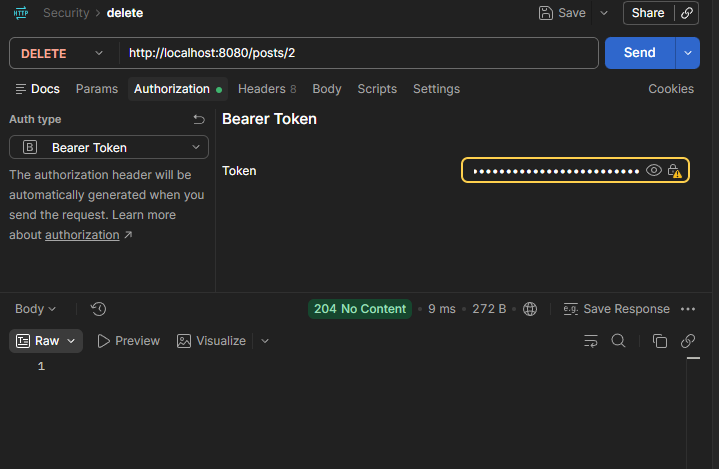 HTTP Security > delete Save Share
DELETE http://localhost:8080/posts/2 Send
Docs Params Authorization Headers 8 Body Scripts Settings Cookies
Auth type
B Bearer Token
The authorization header will be
automatically generated when you
send the request. Learn more
about authorization ↗
Bearer Token
Token
Body 204 No Content • 9 ms • 272 B e.g. Save Response
Raw Preview Visualize
1